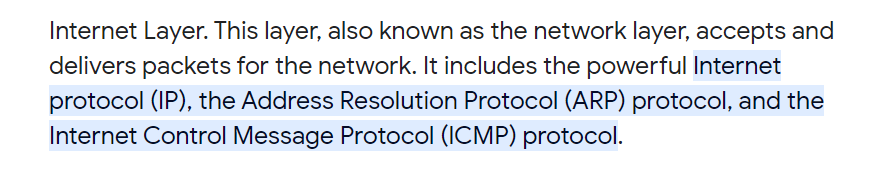 Internet Layer. This layer, also known as the network layer, accepts and
delivers packets for the network. It includes the powerful Internet
protocol (IP), the Address Resolution Protocol (ARP) protocol, and the
Internet Control Message Protocol (ICMP) protocol.